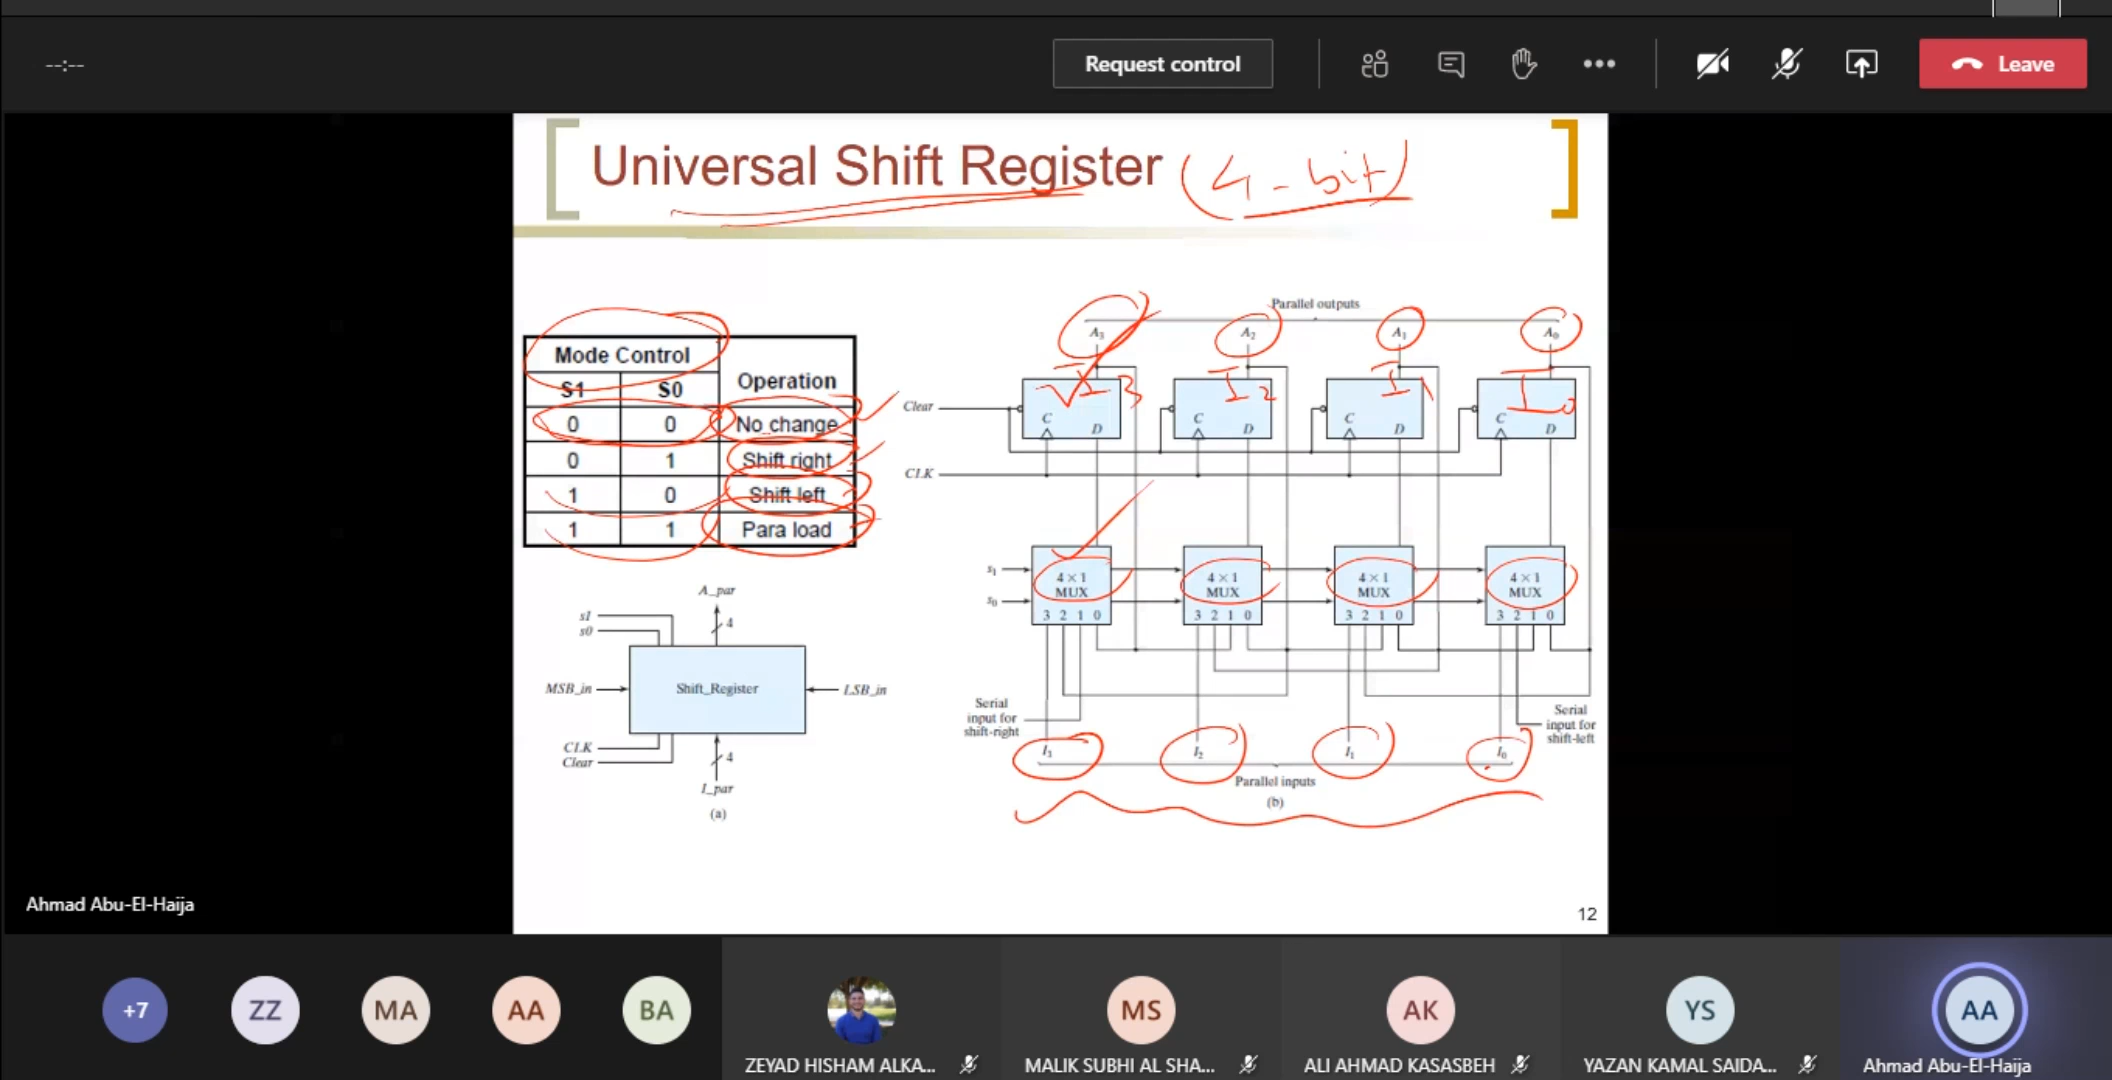 --:--
Request control
Leave
Universal Shift Register (4-bit)
Mode Control
S1 S0 Operation
0 0 No change
0 1 Shift right
1 0 Shift left
1 1 Para load
Parallel outputs
A3 A2 A1 A0
I3 I2 I1 I0
Clear
C D C D C D C D
CLK
s1
s0
4 × 1 MUX
3 2 1 0
4 × 1 MUX
3 2 1 0
4 × 1 MUX
3 2 1 0
4 × 1 MUX
3 2 1 0
Serial
input for
shift-right
Serial
input for
shift-left
I3 I2 I1 I0
Parallel inputs
(b)
A_par
s1
s0
4
MSB_in
Shift_Register
LSB_in
CLK
Clear
4
I_par
(a)
12
Ahmad Abu-El-Haija
+7
ZZ
MA
AA
BA
ZEYAD HISHAM ALKA...
MS
MALIK SUBHI AL SHA...
AK
ALI AHMAD KASASBEH
YS
YAZAN KAMAL SAIDA...
AA
Ahmad Abu-El-Haija